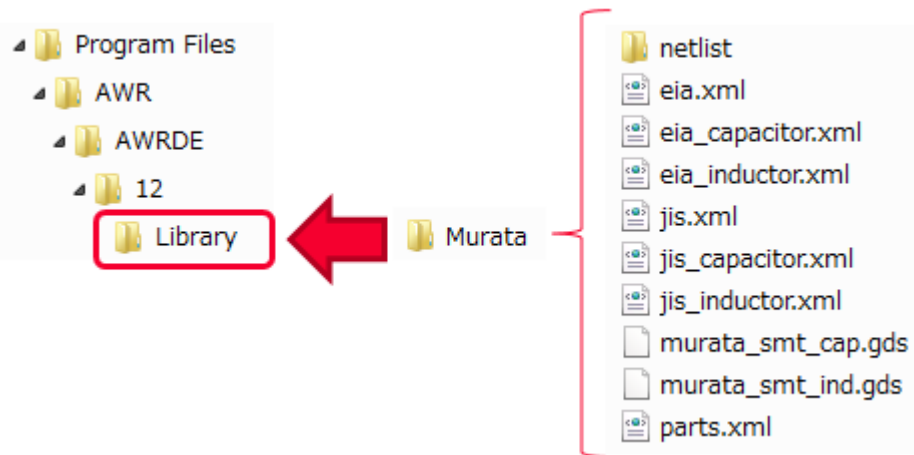 Program Files
AWR
AWRDE
12
Library
Murata
netlist
eia.xml
eia_capacitor.xml
eia_inductor.xml
jis.xml
jis_capacitor.xml
jis_inductor.xml
murata_smt_cap.gds
murata_smt_ind.gds
parts.xml